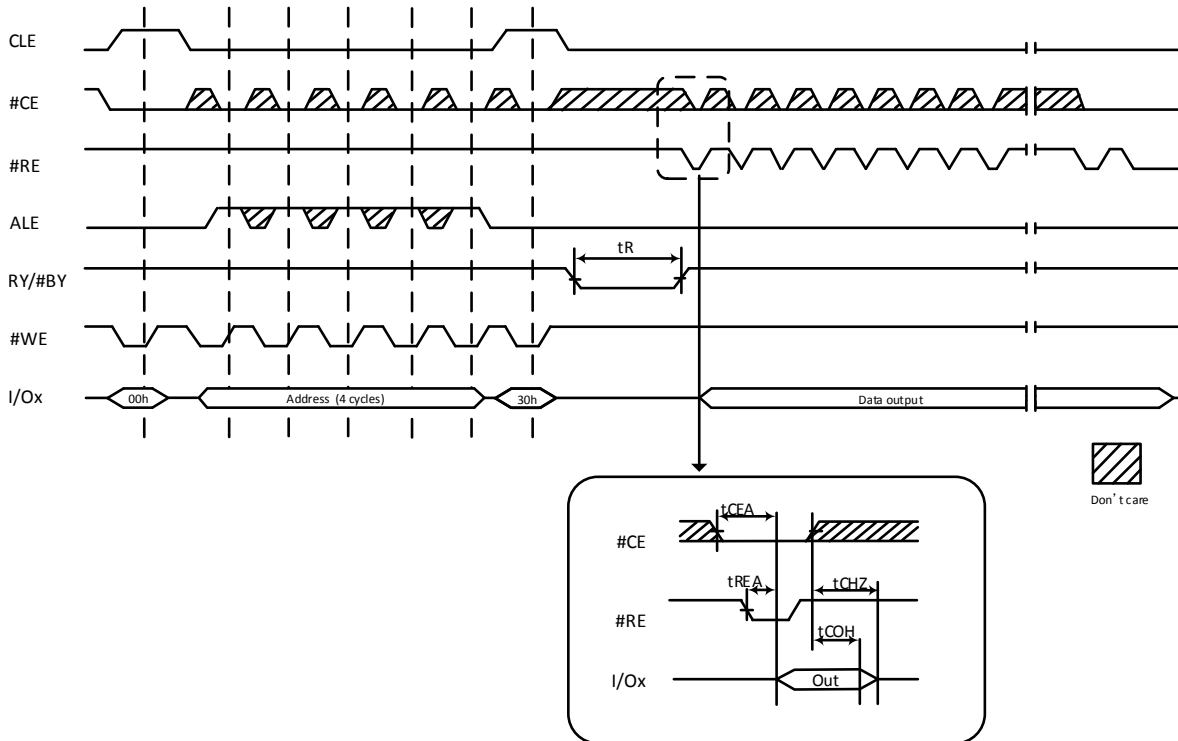 CLE
#CE
#RE
ALE
tR
RY/#BY
#WE
I/Ox
00h
Address (4 cycles)
30h
Data output
Don't care
tCEA
#CE
tREA
tCHZ
#RE
tCOH
I/Ox
Out